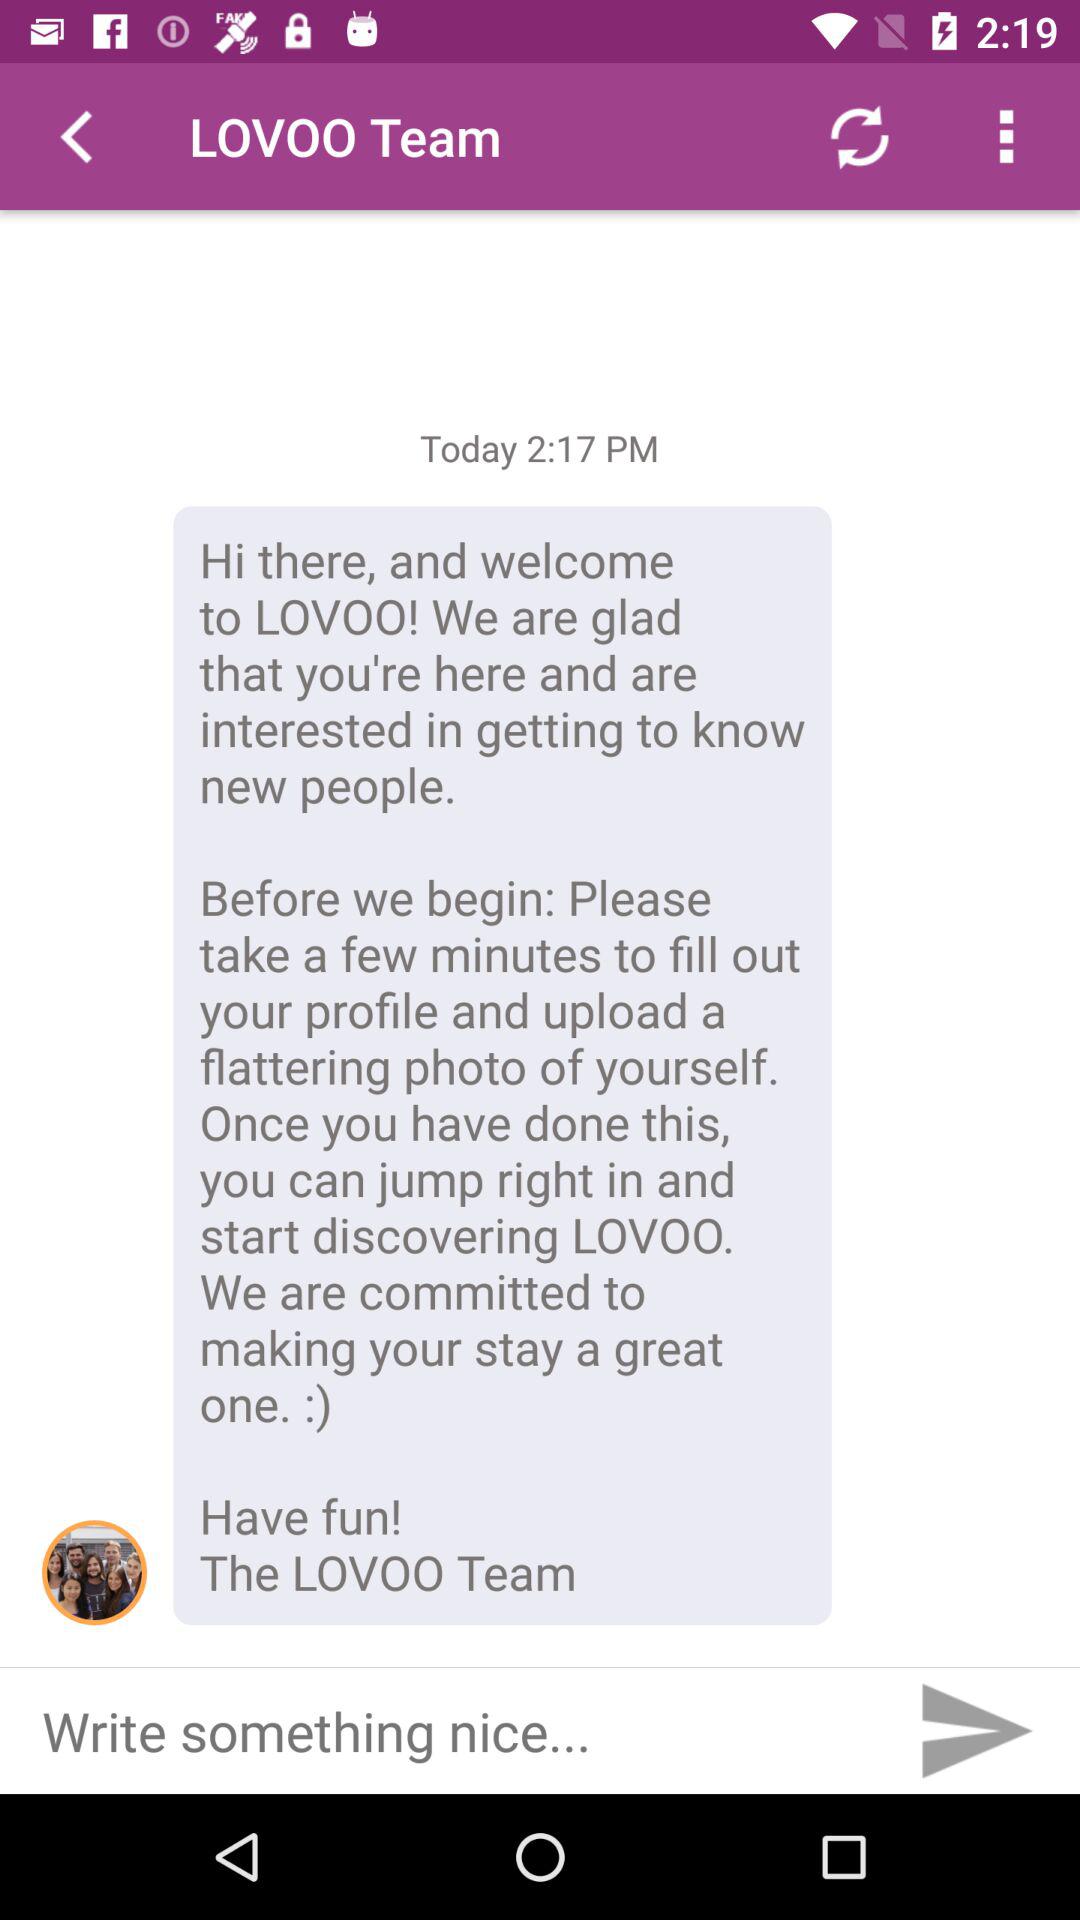 FAKE
2:19
LOVOO Team
Today 2:17 PM
Hi there, and welcome
to LOVOO! We are glad
that you're here and are
interested in getting to know
new people.
Before we begin: Please
take a few minutes to fill out
your profile and upload a
flattering photo of yourself.
Once you have done this,
you can jump right in and
start discovering LOVOO.
We are committed to
making your stay a great
one. :)
Have fun!
The LOVOO Team
Write something nice...